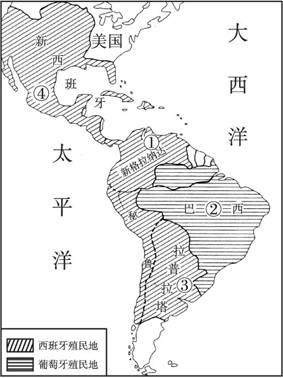 新西班牙
美国
大西洋
④
太平洋
①
新格拉纳达
巴②西
秘鲁
拉普拉塔
③
西班牙殖民地
葡萄牙殖民地